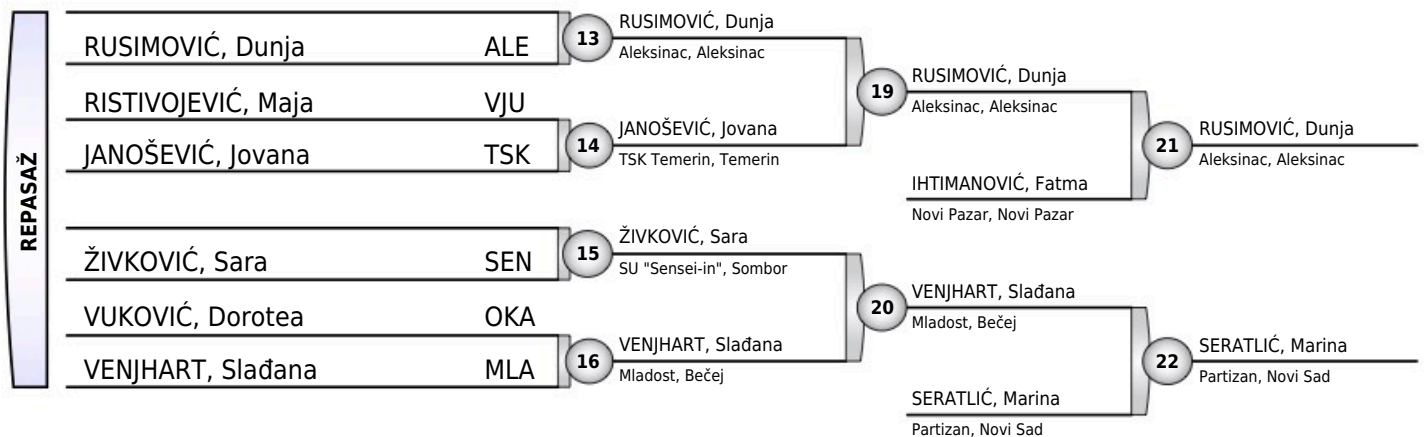 REPASAŽ
RUSIMOVIĆ, Dunja ALE
RISTIVOJEVIĆ, Maja VJU
JANOŠEVIĆ, Jovana TSK
ŽIVKOVIĆ, Sara SEN
VUKOVIĆ, Dorotea OKA
VENJHART, Slađana MLA
13
RUSIMOVIĆ, Dunja
Aleksinac, Aleksinac
14
JANOŠEVIĆ, Jovana
TSK Temerin, Temerin
15
ŽIVKOVIĆ, Sara
SU "Sensei-in", Sombor
16
VENJHART, Slađana
Mladost, Bečej
19
RUSIMOVIĆ, Dunja
Aleksinac, Aleksinac
IHTIMANOVIĆ, Fatma
Novi Pazar, Novi Pazar
20
VENJHART, Slađana
Mladost, Bečej
SERATLIĆ, Marina
Partizan, Novi Sad
21
RUSIMOVIĆ, Dunja
Aleksinac, Aleksinac
22
SERATLIĆ, Marina
Partizan, Novi Sad